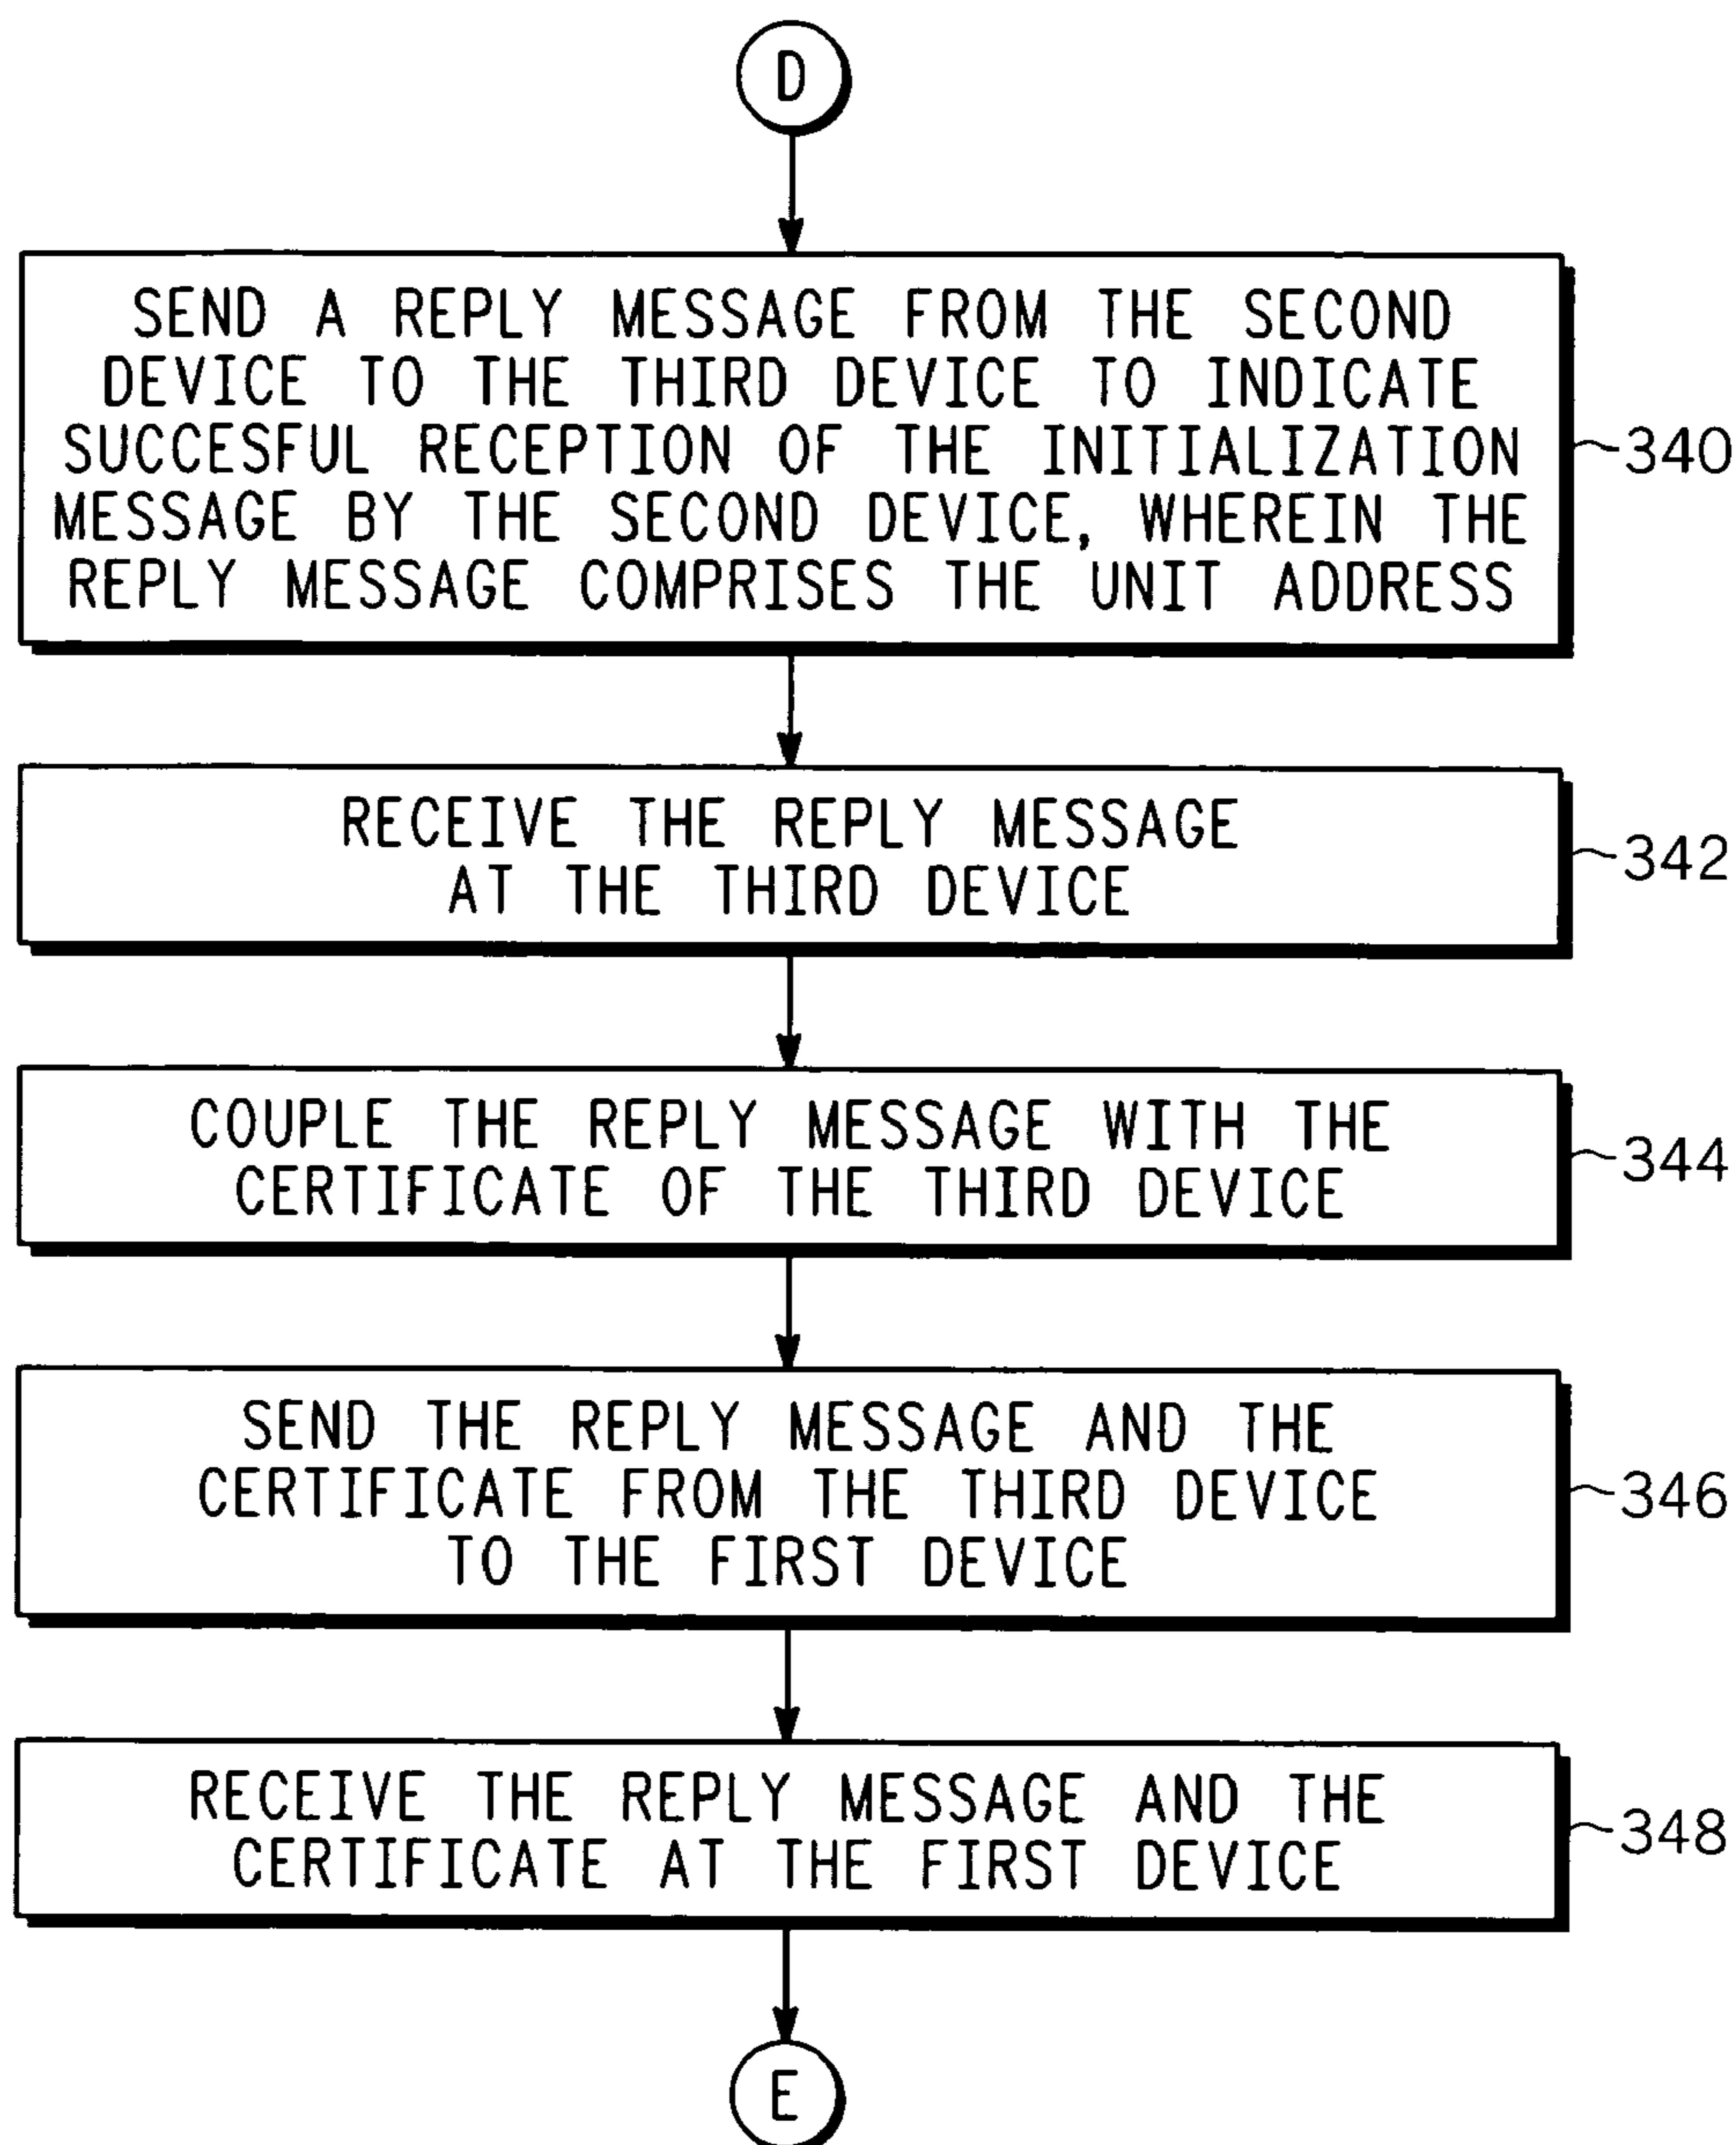 D
SEND A REPLY MESSAGE FROM THE SECOND
DEVICE TO THE THIRD DEVICE TO INDICATE
SUCCESFUL RECEPTION OF THE INITIALIZATION
MESSAGE BY THE SECOND DEVICE, WHEREIN THE
REPLY MESSAGE COMPRISES THE UNIT ADDRESS
340
RECEIVE THE REPLY MESSAGE
AT THE THIRD DEVICE
342
COUPLE THE REPLY MESSAGE WITH THE
CERTIFICATE OF THE THIRD DEVICE
344
SEND THE REPLY MESSAGE AND THE
CERTIFICATE FROM THE THIRD DEVICE
TO THE FIRST DEVICE
346
RECEIVE THE REPLY MESSAGE AND THE
CERTIFICATE AT THE FIRST DEVICE
348
E